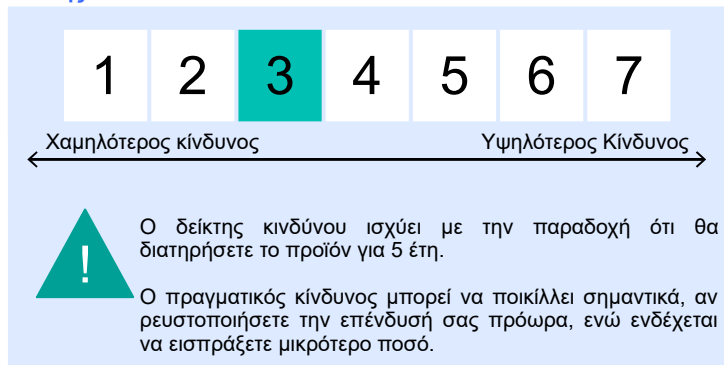 1 2 3 4 5 6 7
Χαμηλότερος κίνδυνος Υψηλότερος Κίνδυνος
! Ο δείκτης κινδύνου ισχύει με την παραδοχή ότι θα
διατηρήσετε το προϊόν για 5 έτη.
Ο πραγματικός κίνδυνος μπορεί να ποικίλλει σημαντικά, αν
ρευστοποιήσετε την επένδυσή σας πρόωρα, ενώ ενδέχεται
να εισπράξετε μικρότερο ποσό.